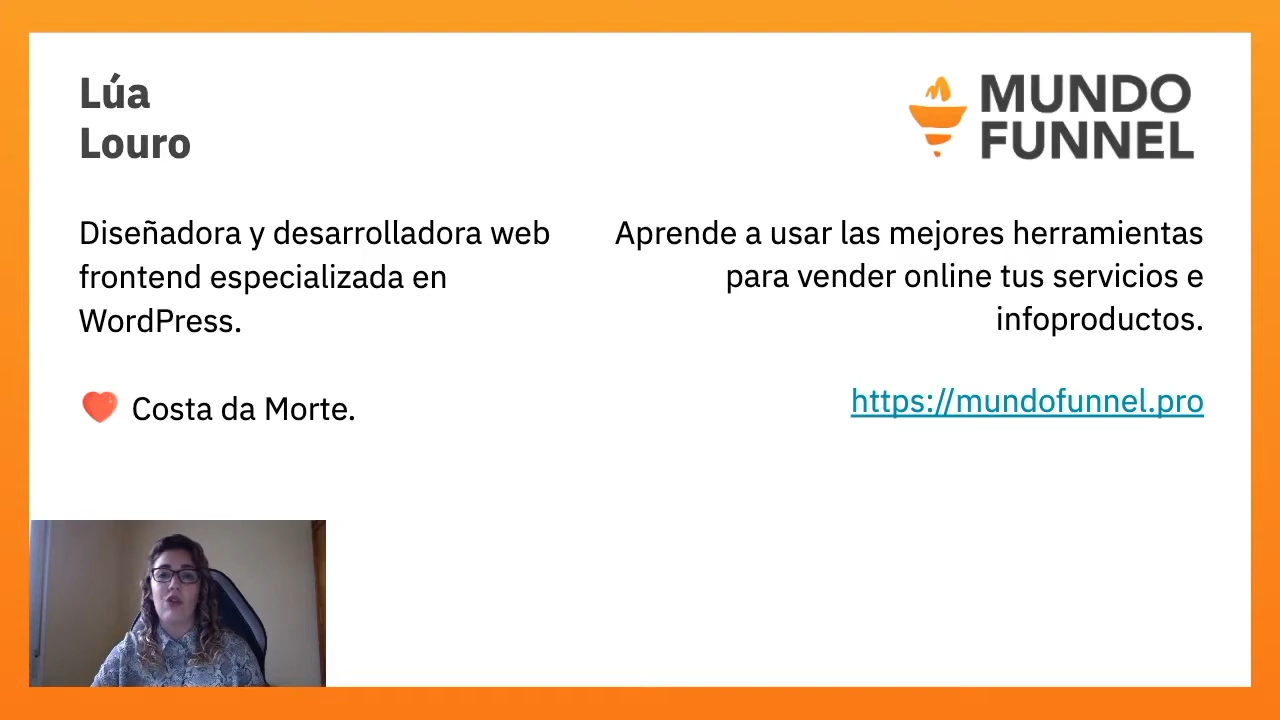 Lúa
Louro
MUNDO
FUNNEL
Diseñadora y desarrolladora web
frontend especializada en
WordPress.
Costa da Morte.
Aprende a usar las mejores herramientas
para vender online tus servicios e
infoproductos.
https://mundofunnel.pro